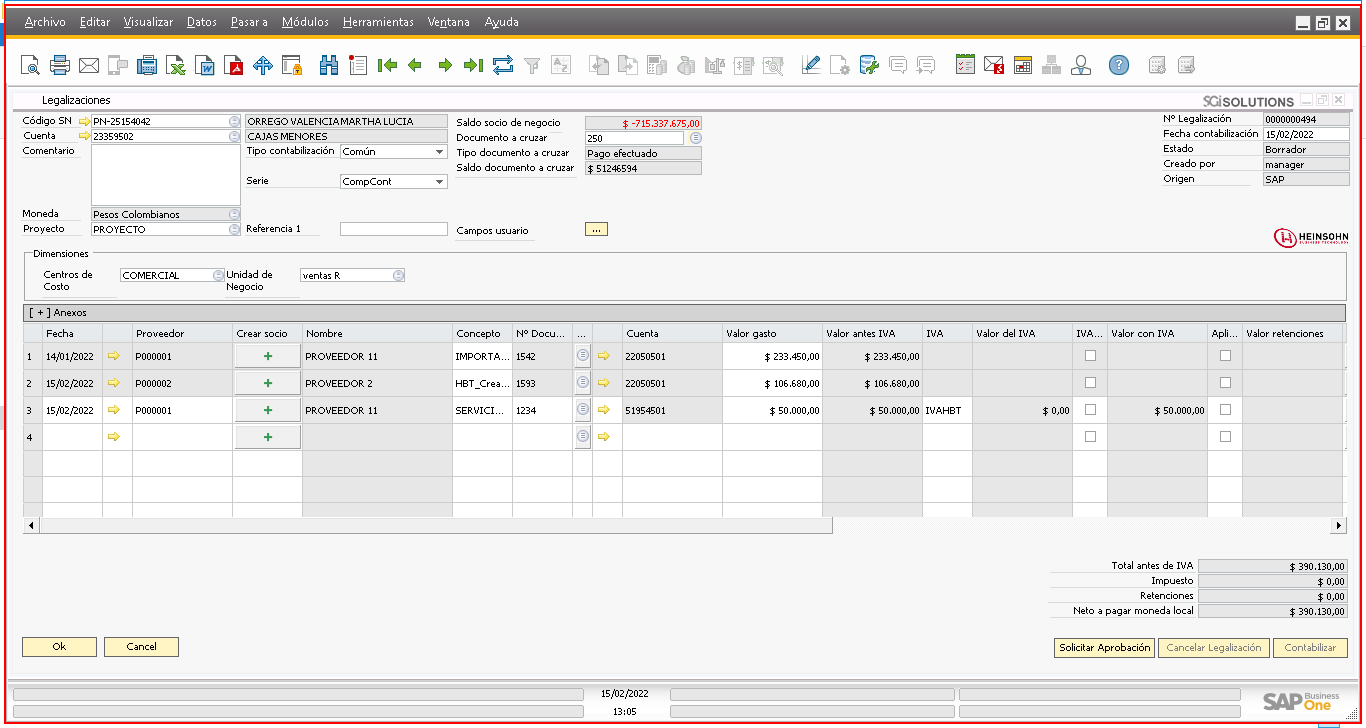 Archivo Editar Visualizar Datos Pasar a Módulos Herramientas Ventana Ayuda
Legalizaciones
SGI SOLUTIONS
Código SN PN-25154042 ORREGO VALENCIA MARTHA LUCIA Saldo socio de negocio $ -715.337.675,00 Nº Legalización 0000000494
Cuenta 23359502 CAJAS MENORES Documento a cruzar 250 Fecha contabilización 15/02/2022
Comentario Tipo contabilización Común Tipo documento a cruzar Pago efectuado Estado Borrador
Saldo documento a cruzar $ 51246594 Creado por manager
Serie CompCont Origen SAP
Moneda Pesos Colombianos
Proyecto PROYECTO Referencia 1 Campos usuario ...
HEINSOHN
BUSINESS TECHNOLOGY
Dimensiones
Centros de Costo COMERCIAL Unidad de Negocio ventas R
[ + ] Anexos
Fecha Proveedor Crear socio Nombre Concepto Nº Docu... ... Cuenta Valor gasto Valor antes IVA IVA Valor del IVA IVA... Valor con IVA Apli... Valor retenciones
1 14/01/2022 P000001 + PROVEEDOR 11 IMPORTA... 1542 22050501 $ 233.450,00 $ 233.450,00
2 15/02/2022 P000002 + PROVEEDOR 2 HBT_Crea... 1593 22050501 $ 106.680,00 $ 106.680,00
3 15/02/2022 P000001 + PROVEEDOR 11 SERVICI... 1234 51954501 $ 50.000,00 $ 50.000,00 IVAHBT $ 0,00 $ 50.000,00
4 +
Total antes de IVA $ 390.130,00
Impuesto $ 0,00
Retenciones $ 0,00
Neto a pagar moneda local $ 390.130,00
Ok Cancel Solicitar Aprobación Cancelar Legalización Contabilizar
15/02/2022
13:05
SAP Business One